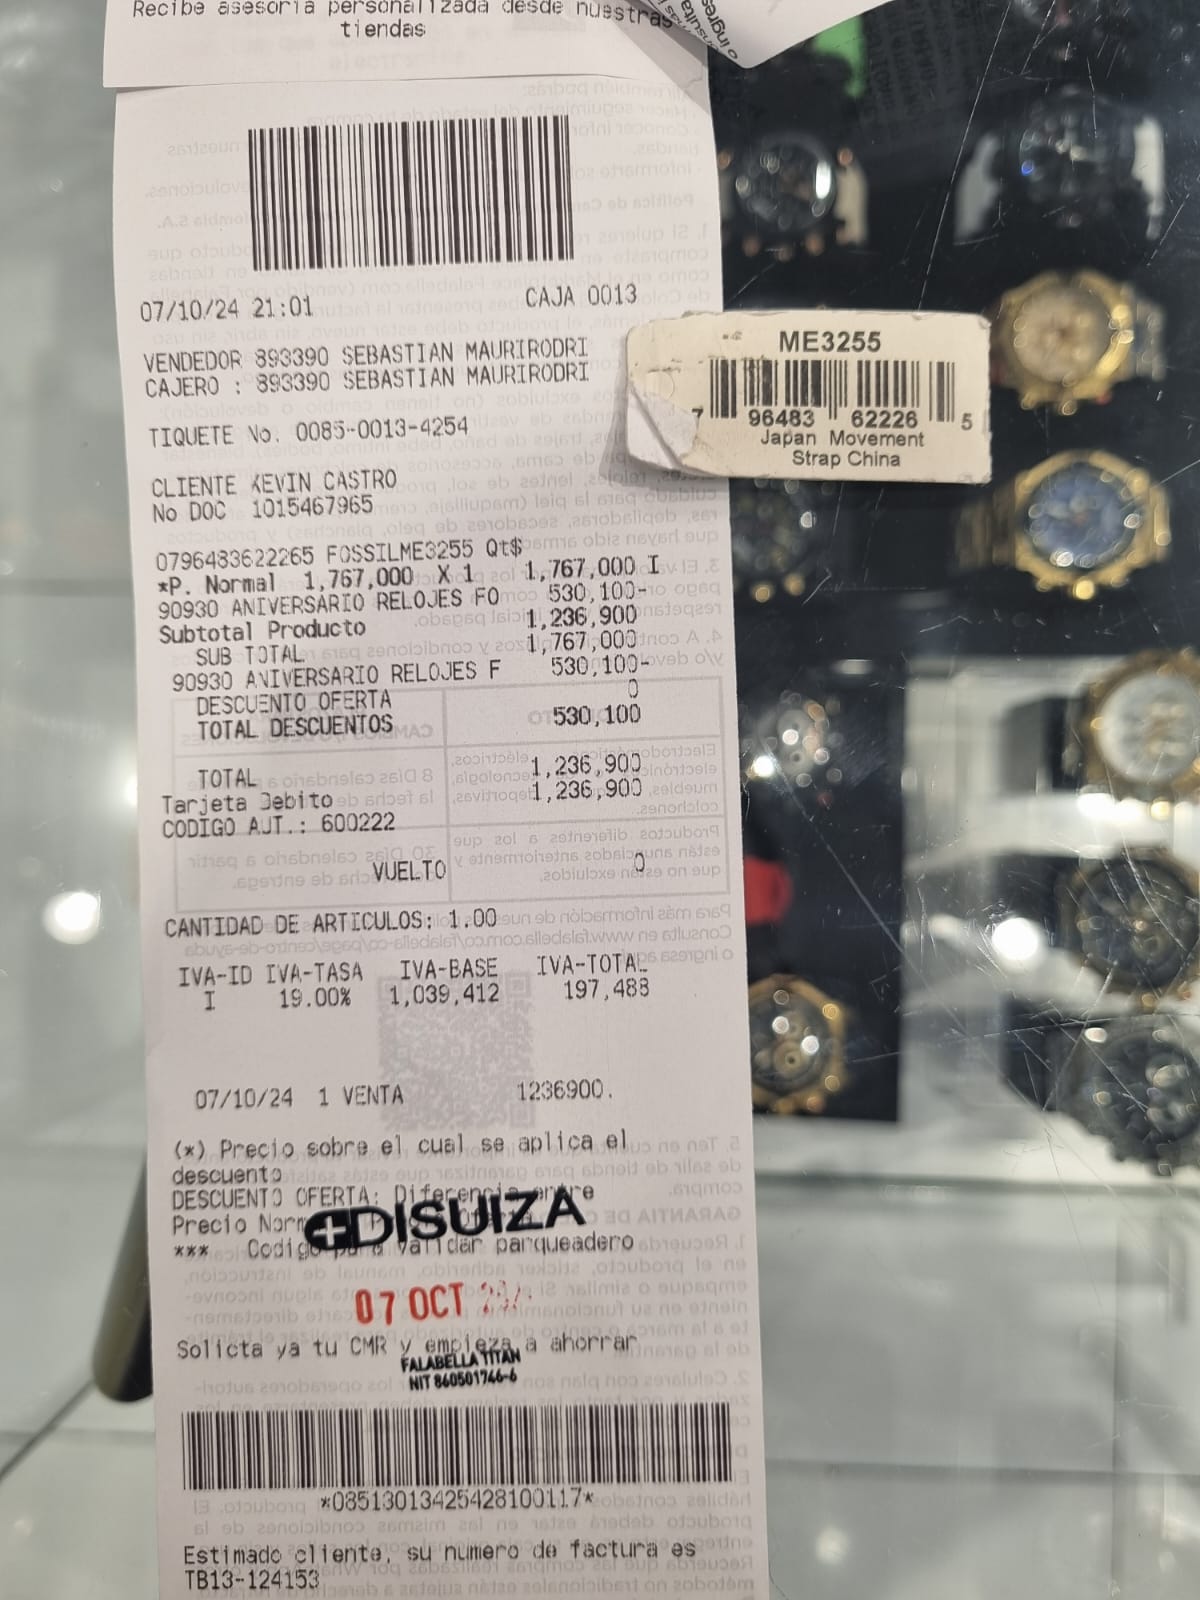 Recibe asesoría personalizada desde nuestras
tiendas
07/10/24 21:01 CAJA 0013
VENDEDOR 893390 SEBASTIAN MAURIRODRI
CAJERO : 893390 SEBASTIAN MAURIRODRI
TIQUETE No. 0085-0013-4254
CLIENTE KEVIN CASTRO
No DOC 1015467965
0796483622265 FOSSILME3255 Qt$
*P. Normal 1,767,000 X 1 1,767,000 I
90930 ANIVERSARIO RELOJES FO 530,100-
Subtotal Producto 1,236,900
SUB TOTAL 1,767,000
90930 ANIVERSARIO RELOJES F 530,100-
DESCUENTO OFERTA 0
TOTAL DESCUENTOS 530,100
TOTAL 1,236,900
Tarjeta Debito 1,236,900
CODIGO AUT.: 600222
VUELTO 0
CANTIDAD DE ARTICULOS: 1.00
IVA-ID IVA-TASA IVA-BASE IVA-TOTAL
I 19.00% 1,039,412 197,488
07/10/24 1 VENTA 1236900.
(*) Precio sobre el cual se aplica el
descuento
DESCUENTO OFERTA: Diferencia entre
Precio
DISUIZA
*** Codigo para validar parqueadero
07 OCT
Solicta ya tu CMR y empieza a ahorrar
FALABELLA TITAN
NIT 860501746-6
*08513013425428100117*
Estimado cliente, su numero de factura es
TB13-124153
ME3255
7 96483 62226 5
Japan Movement
Strap China